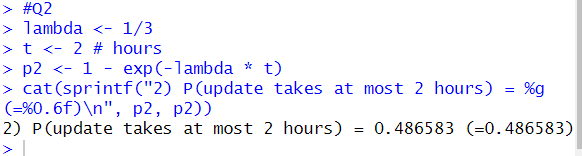 > #Q2
> lambda <- 1/3
> t <- 2 # hours
> p2 <- 1 - exp(-lambda * t)
> cat(sprintf("2) P(update takes at most 2 hours) = %g
(=%0.6f)\n", p2, p2))
2) P(update takes at most 2 hours) = 0.486583 (=0.486583)
>